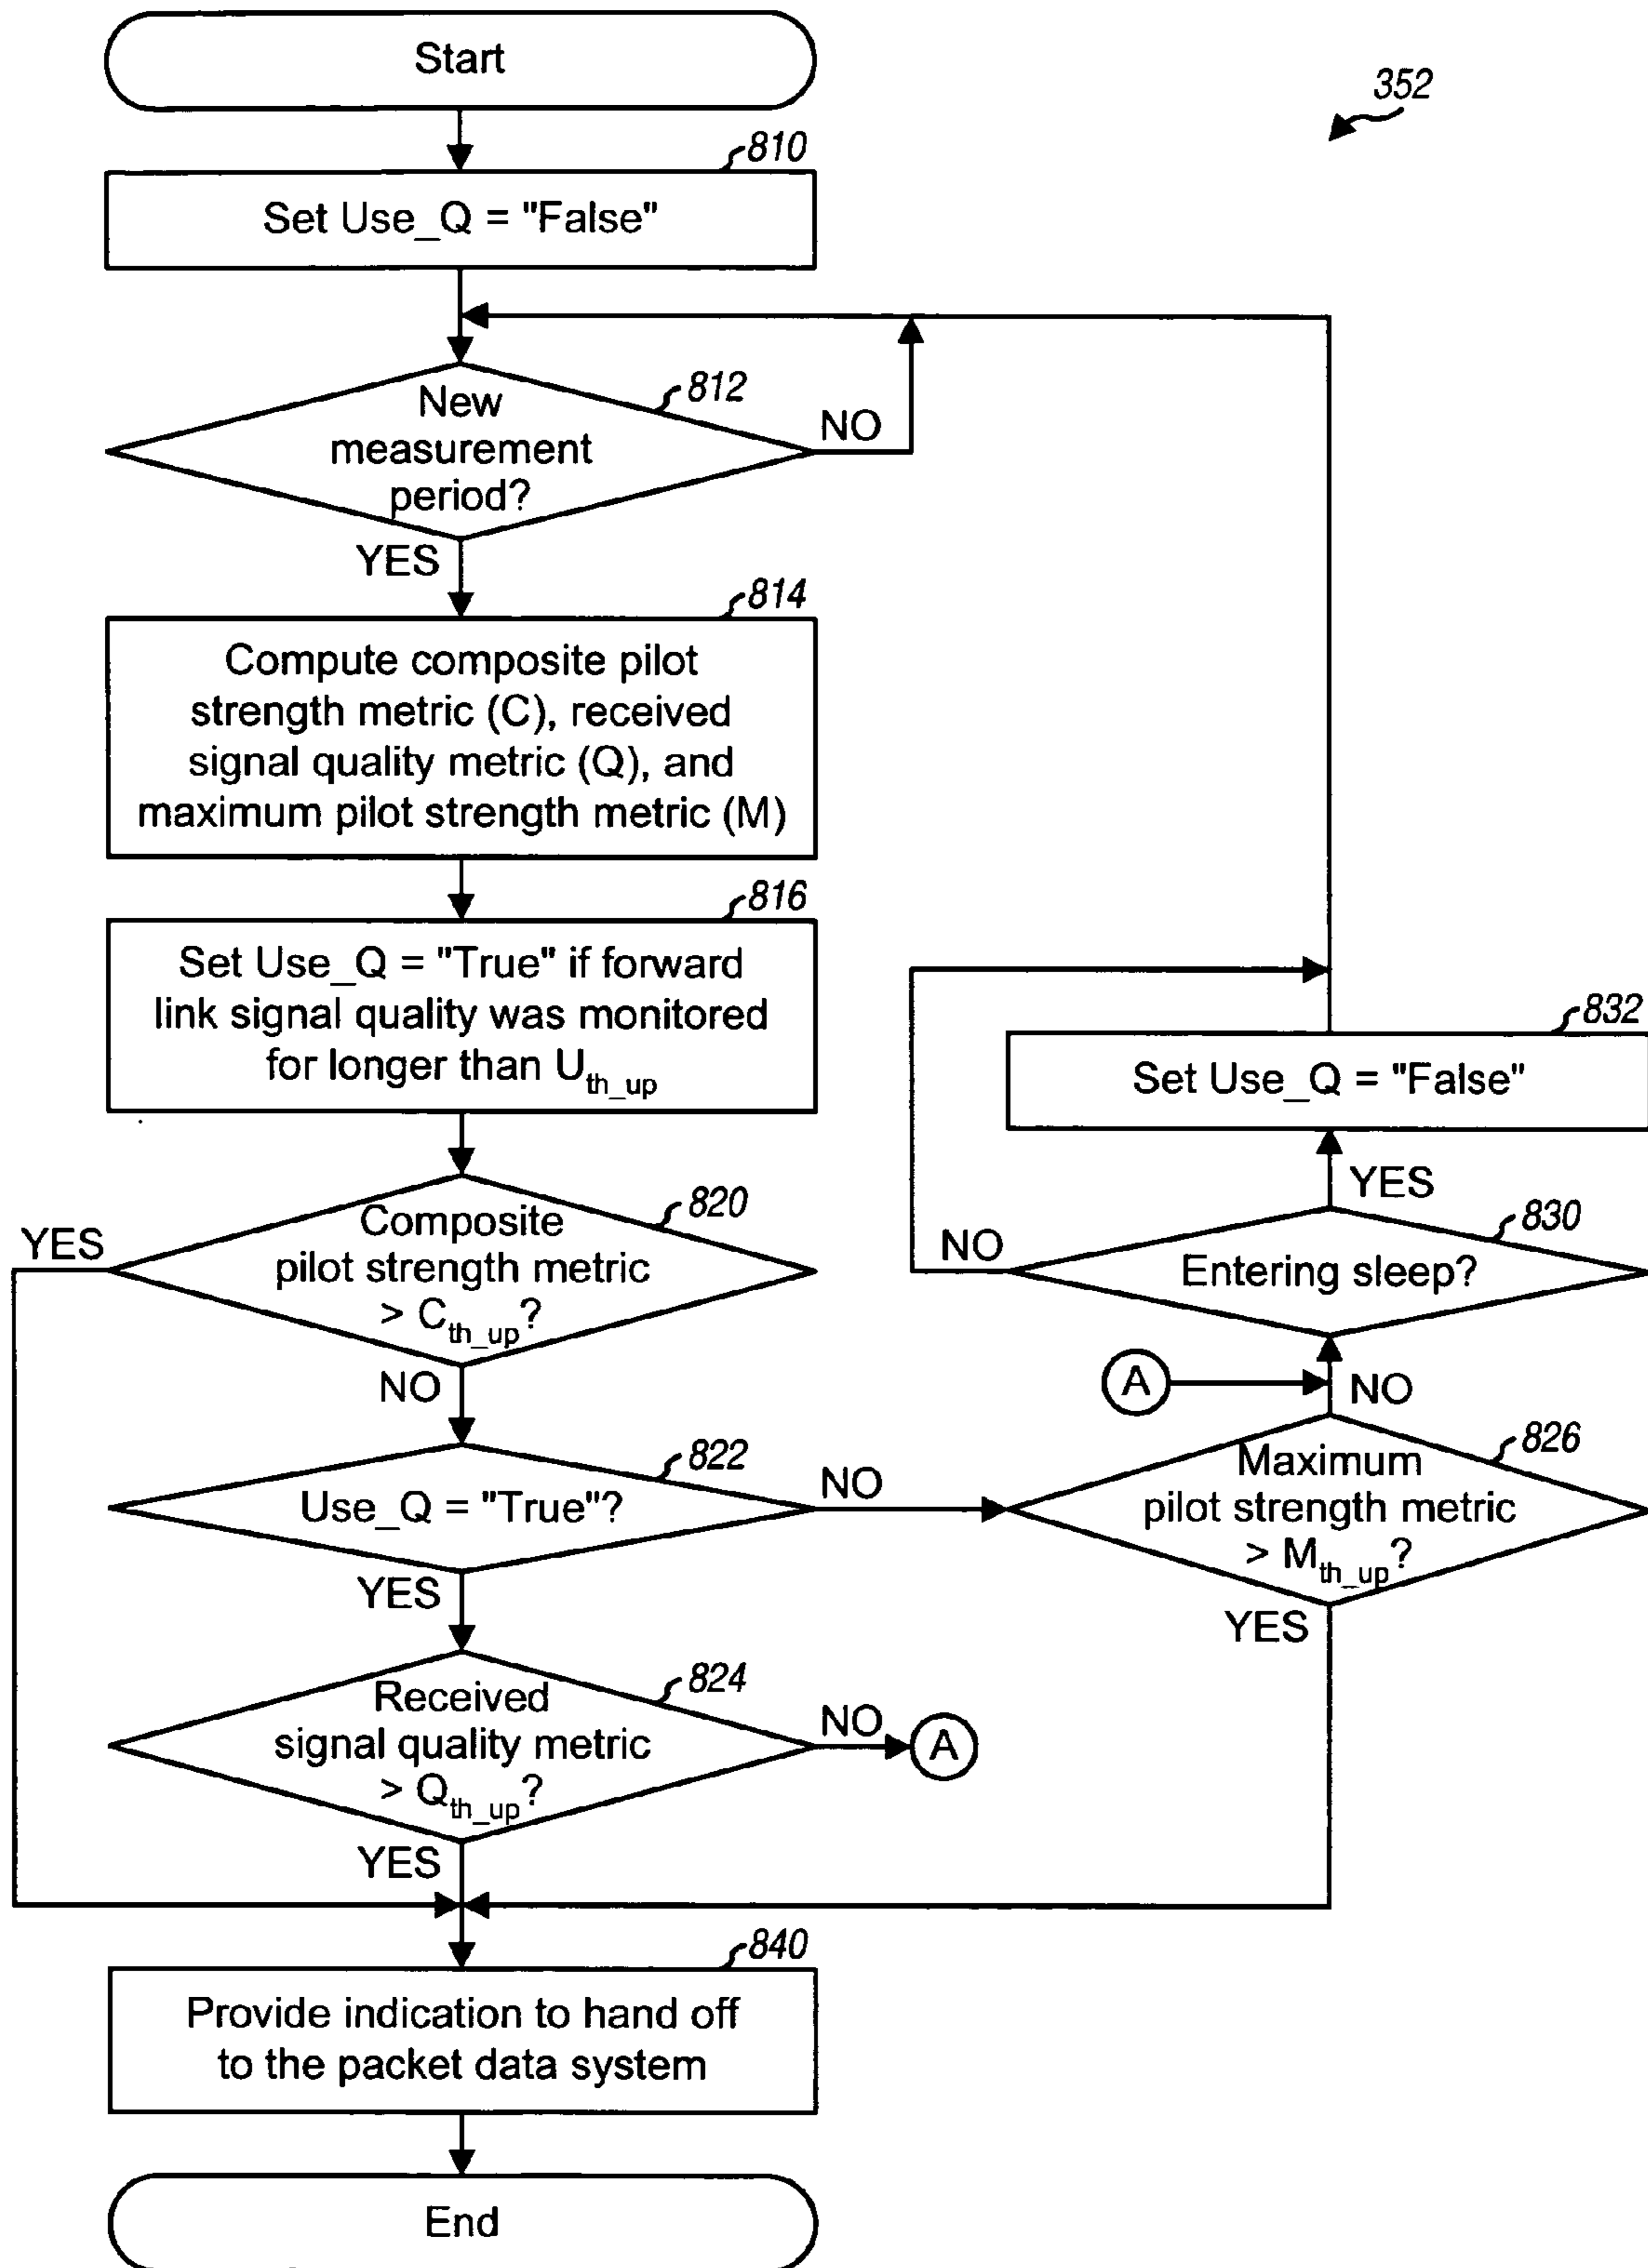 Start
352
810
Set Use_Q = "False"
812
New
measurement
period?
NO
YES
814
Compute composite pilot
strength metric (C), received
signal quality metric (Q), and
maximum pilot strength metric (M)
816
Set Use_Q = "True" if forward
link signal quality was monitored
for longer than U_th_up
832
Set Use_Q = "False"
YES
820
Composite
pilot strength metric
> C_th_up?
YES
NO
830
Entering sleep?
NO
A
NO
822
Use_Q = "True"?
NO
826
Maximum
pilot strength metric
> M_th_up?
YES
YES
824
Received
signal quality metric
> Q_th_up?
NO
A
YES
840
Provide indication to hand off
to the packet data system
End